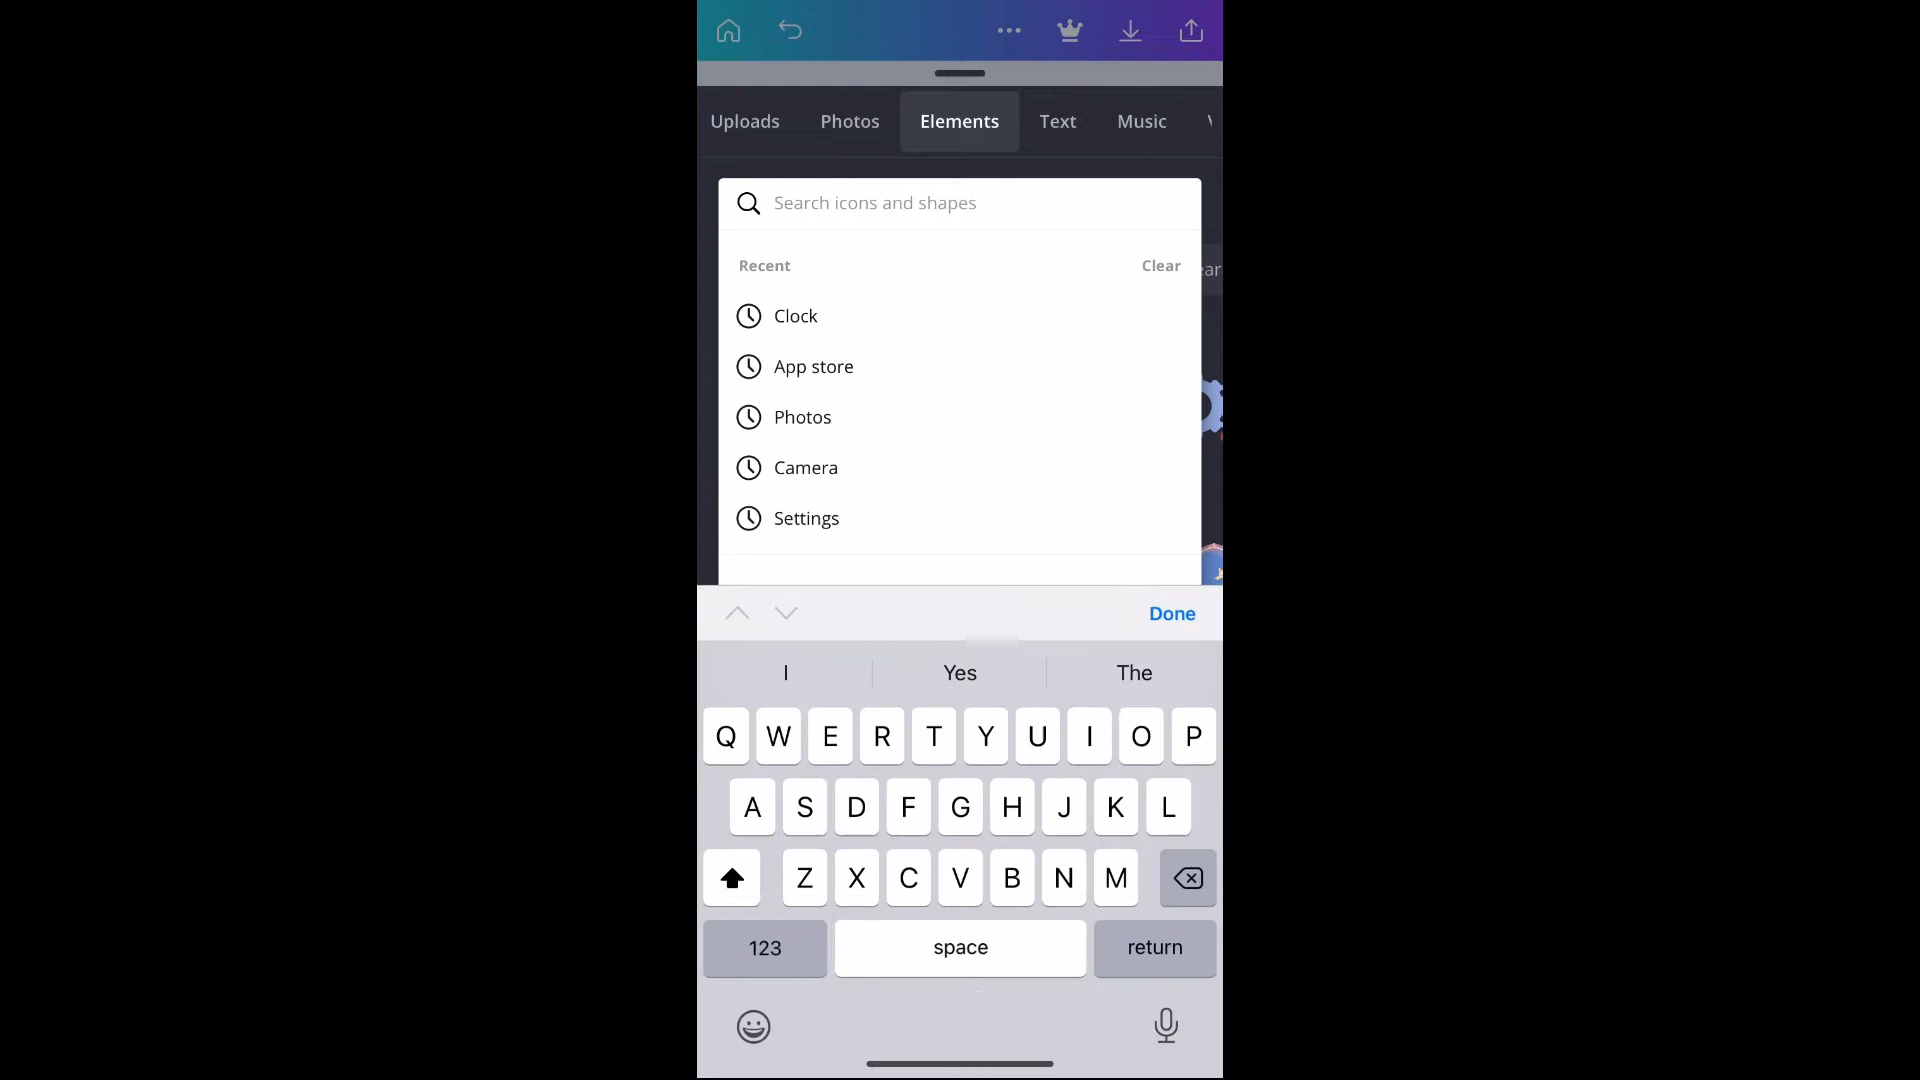 Uploads Photos Elements Text Music
Search icons and shapes
Recent Clear
ear
Clock
App store
Photos
Camera
Settings
Done
I Yes The
Q W E R T Y U I O P
A S D F G H J K L
Z X C V B N M
123 space return